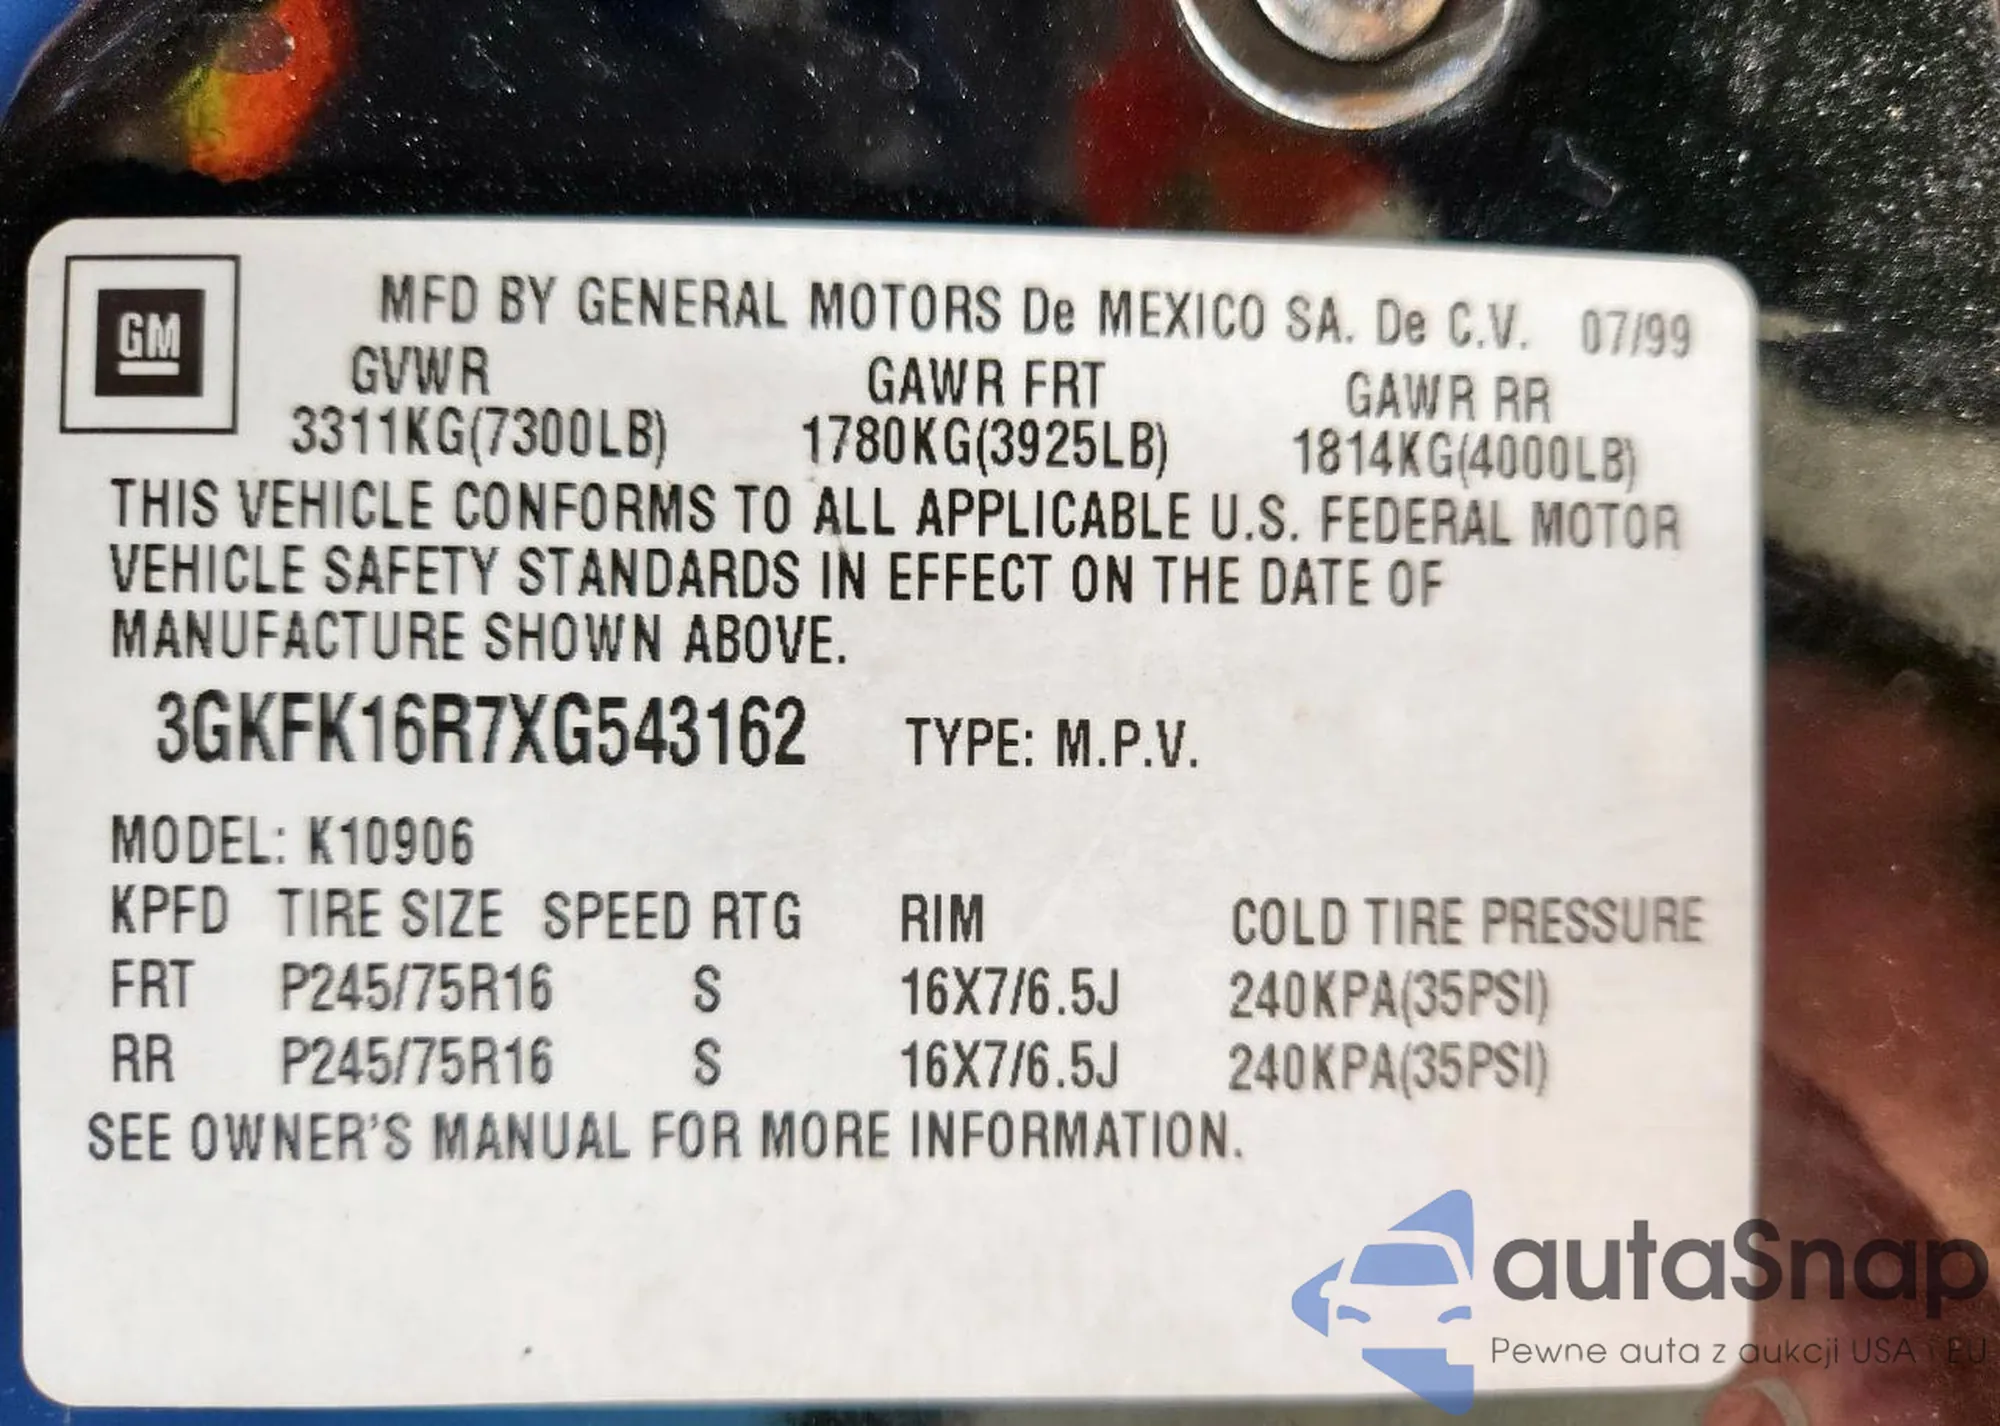 GM
MFD BY GENERAL MOTORS De MEXICO SA. De C.V. 07/99
GVWR GAWR FRT GAWR RR
3311KG(7300LB) 1780KG(3925LB) 1814KG(4000LB)
THIS VEHICLE CONFORMS TO ALL APPLICABLE U.S. FEDERAL MOTOR
VEHICLE SAFETY STANDARDS IN EFFECT ON THE DATE OF
MANUFACTURE SHOWN ABOVE.
3GKFK16R7XG543162 TYPE: M.P.V.
MODEL: K10906
KPFD TIRE SIZE SPEED RTG RIM COLD TIRE PRESSURE
FRT P245/75R16 S 16X7/6.5J 240KPA(35PSI)
RR P245/75R16 S 16X7/6.5J 240KPA(35PSI)
SEE OWNER'S MANUAL FOR MORE INFORMATION.
autaSnap
Pewne auta z aukcji USA i EU